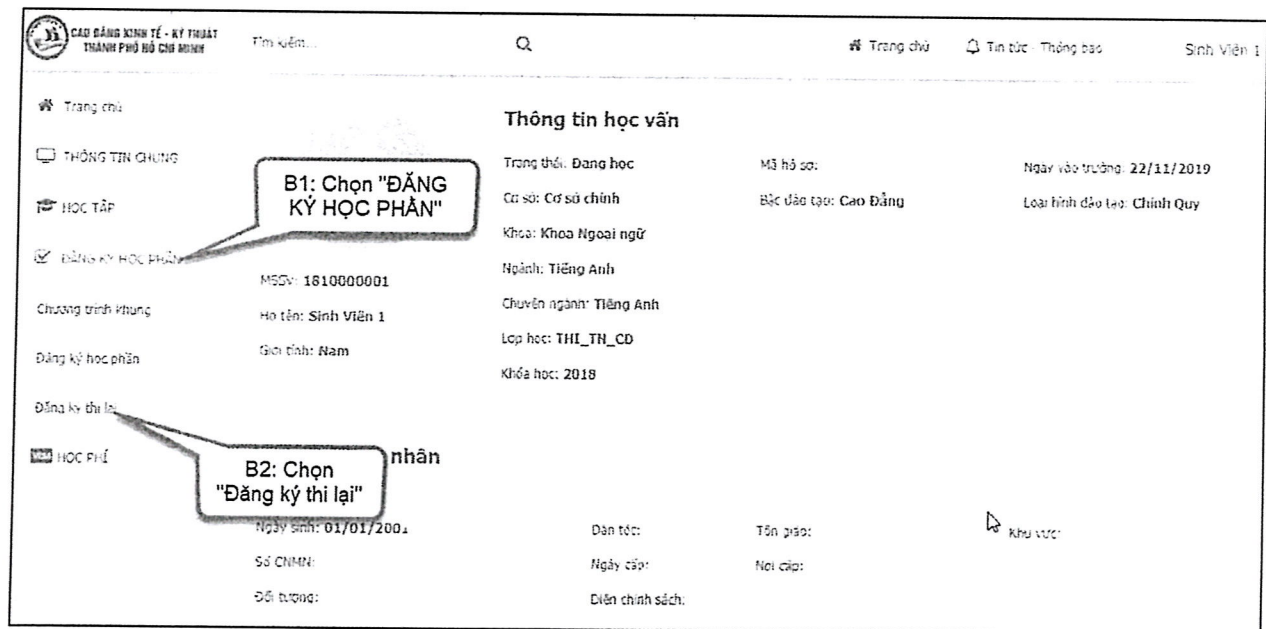 CAO ĐẲNG KINH TẾ - KỸ THUẬT
THÀNH PHỐ HỒ CHÍ MINH
Tìm kiếm...
Trang chủ
Tin tức - Thông báo
Sinh Viên 1
Trang chủ
THÔNG TIN CHUNG
HỌC TẬP
ĐĂNG KÝ HỌC PHẦN
Chương trình khung
Đăng ký học phần
Đăng ký thi lại
HỌC PHÍ
B1: Chọn "ĐĂNG
KÝ HỌC PHẦN"
MSSV: 1810000001
Họ tên: Sinh Viên 1
Giới tính: Nam
Thông tin học vấn
Trạng thái: Đang học
Mã hồ sơ:
Ngày vào trường: 22/11/2019
Cơ sở: Cơ sở chính
Bậc đào tạo: Cao Đẳng
Loại hình đào tạo: Chính Quy
Khoa: Khoa Ngoại ngữ
Ngành: Tiếng Anh
Chuyên ngành: Tiếng Anh
Lớp học: THI_TN_CD
Khóa học: 2018
B2: Chọn
"Đăng ký thi lại"
nhân
Ngày sinh: 01/01/2001
Dân tộc:
Tôn giáo:
Khu vực:
Số CNMN:
Ngày cấp:
Nơi cấp:
Đối tượng:
Diện chính sách: